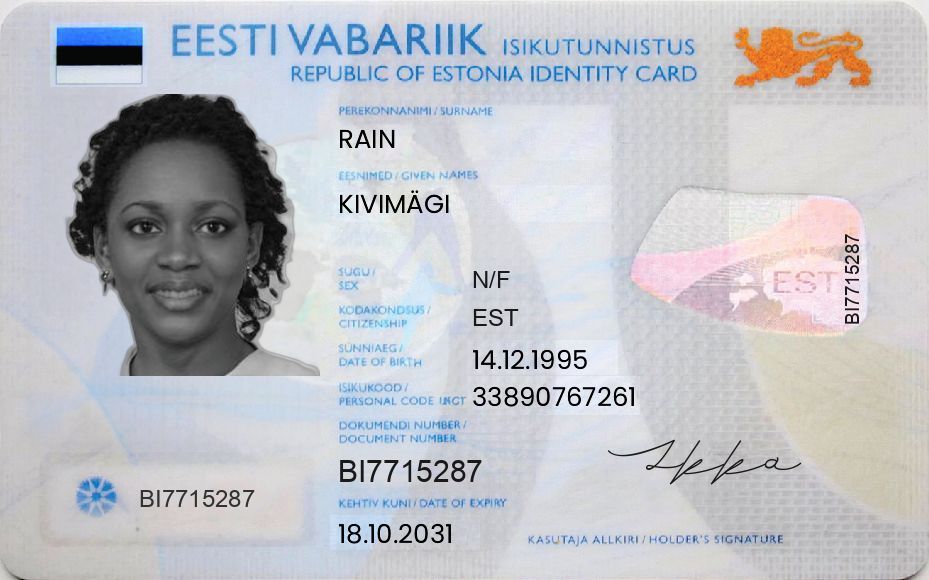 EESTI VABARIIK ISIKUTUNNISTUS
REPUBLIC OF ESTONIA IDENTITY CARD
PEREKONNANIMI / SURNAME
RAIN
EESNIMED / GIVEN NAMES
KIVIMÄGI
SUGU /
SEX
N/F
KODAKONDSUS /
CITIZENSHIP
EST
SÜNNIAEG /
DATE OF BIRTH
14.12.1995
ISIKUKOOD /
PERSONAL CODE
33890767261
DOKUMENDI NUMBER /
DOCUMENT NUMBER
BI7715287
KEHTIV KUNI / DATE OF EXPIRY
18.10.2031
BI7715287
EST
BI7715287
KASUTAJA ALLKIRI / HOLDER'S SIGNATURE